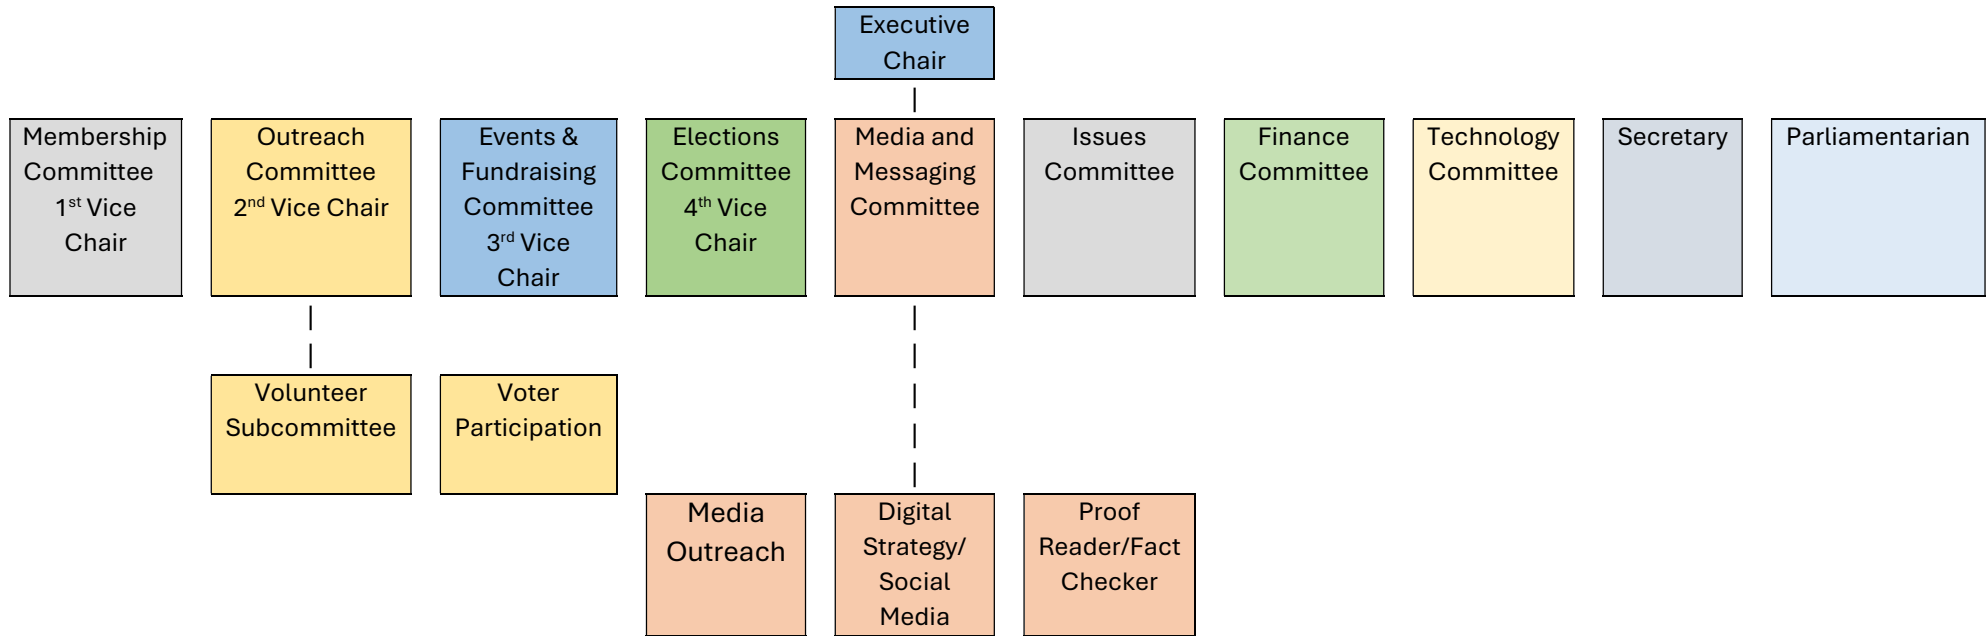 Executive
Chair
Membership
Committee
1st Vice
Chair
Outreach
Committee
2nd Vice Chair
Events &
Fundraising
Committee
3rd Vice
Chair
Elections
Committee
4th Vice
Chair
Media and
Messaging
Committee
Issues
Committee
Finance
Committee
Technology
Committee
Secretary
Parliamentarian
Volunteer
Subcommittee
Voter
Participation
Media
Outreach
Digital
Strategy/
Social
Media
Proof
Reader/Fact
Checker